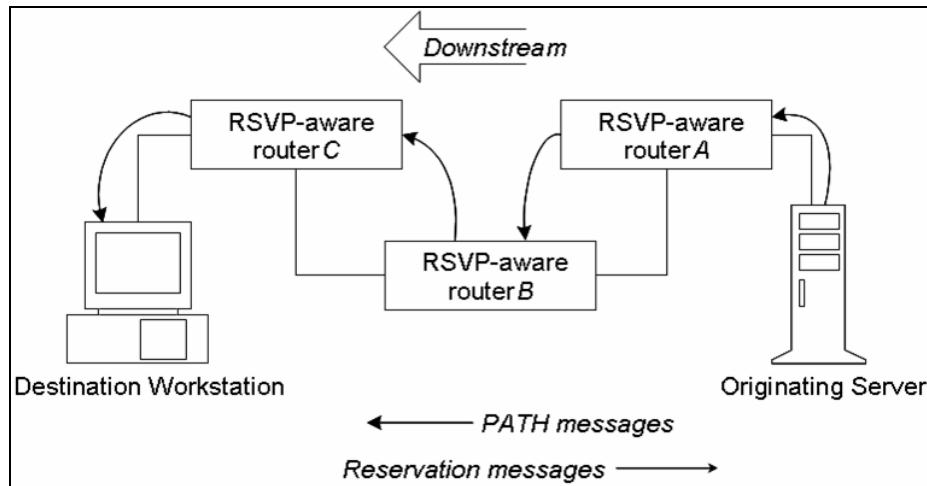 Downstream
RSVP-aware
router C
RSVP-aware
router A
RSVP-aware
router B
Destination Workstation
Originating Server
PATH messages
Reservation messages